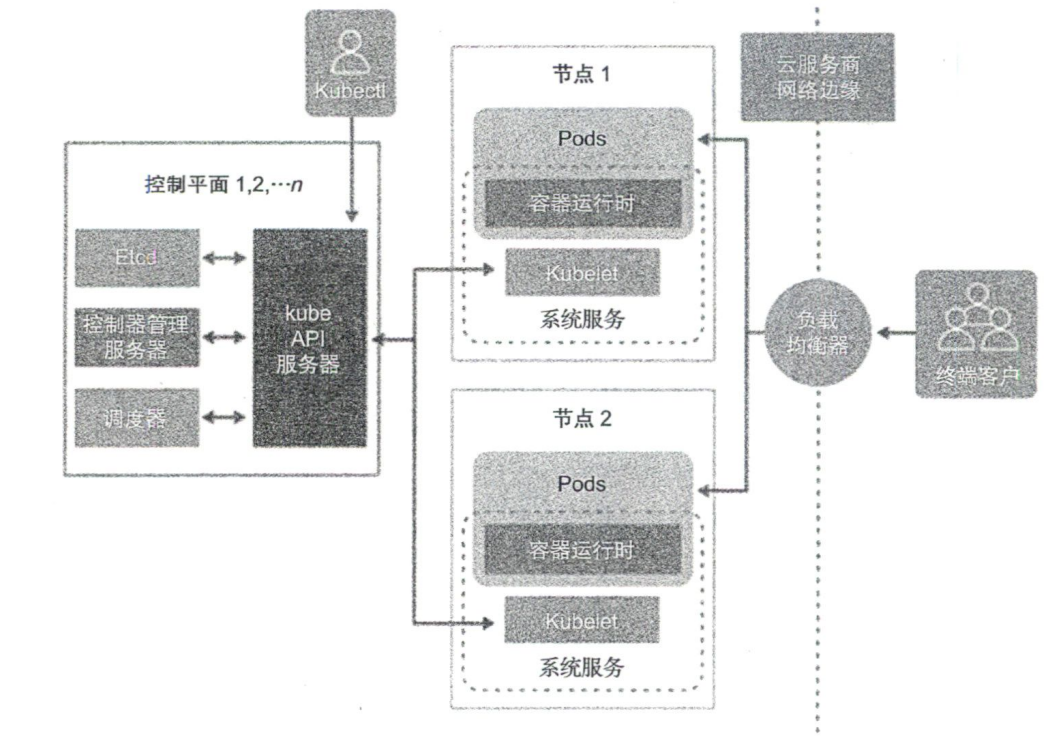 Kubectl
控制平面 1,2,…n
Etcd
控制器管理
服务器
调度器
kube
API
服务器
节点 1
Pods
容器运行时
Kubelet
系统服务
节点 2
Pods
容器运行时
Kubelet
系统服务
云服务商
网络边缘
负载
均衡器
终端客户